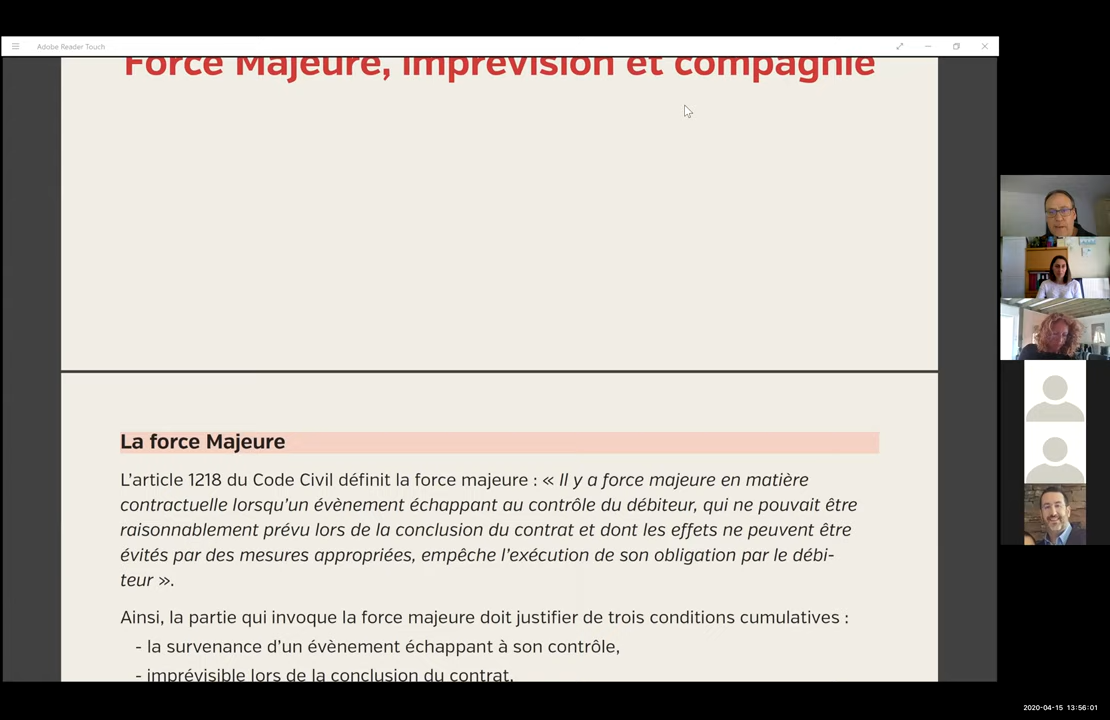 Adobe Reader Touch
Force Majeure, imprévision et compagnie
La force Majeure
L'article 1218 du Code Civil définit la force majeure : « Il y a force majeure en matière
contractuelle lorsqu'un évènement échappant au contrôle du débiteur, qui ne pouvait être
raisonnablement prévu lors de la conclusion du contrat et dont les effets ne peuvent être
évités par des mesures appropriées, empêche l'exécution de son obligation par le débi-
teur ».
Ainsi, la partie qui invoque la force majeure doit justifier de trois conditions cumulatives :
- la survenance d'un évènement échappant à son contrôle,
- imprévisible lors de la conclusion du contrat,
2020-04-15 13:56:01